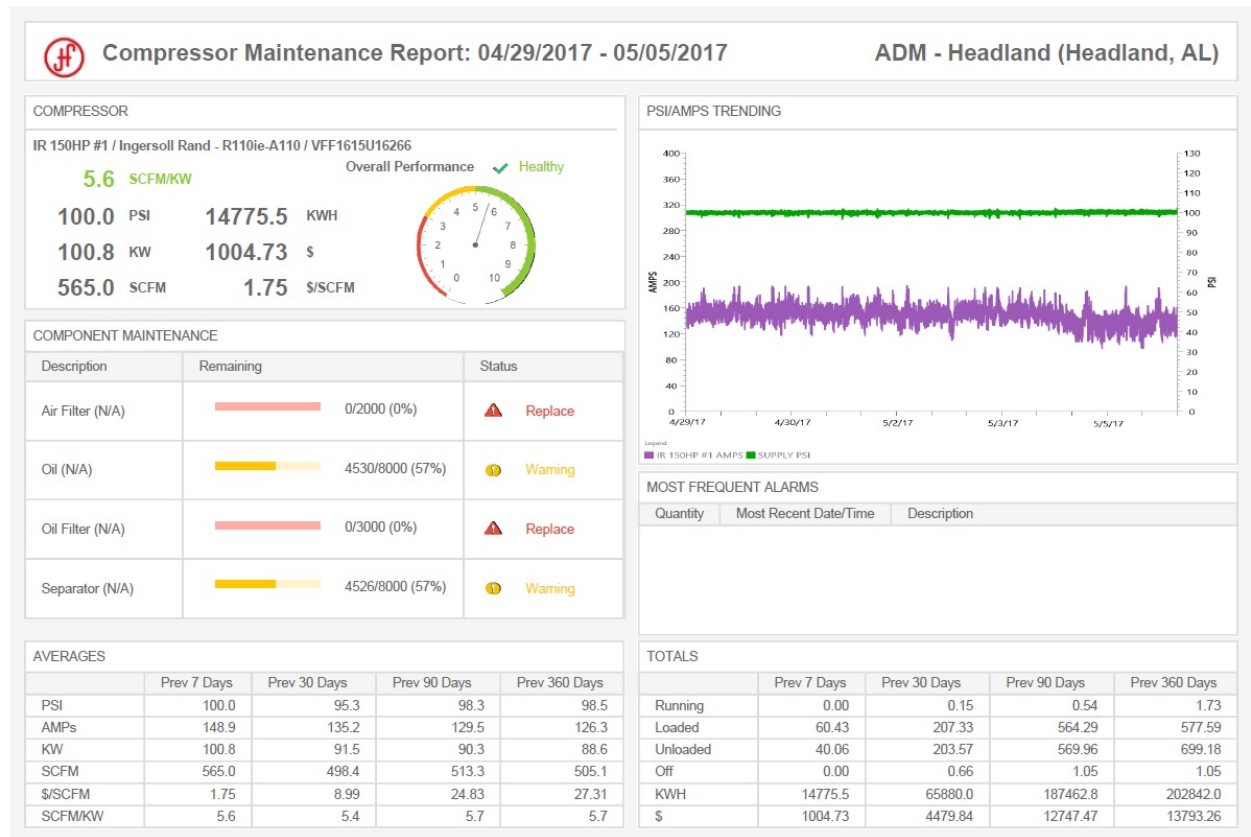 Compressor Maintenance Report: 04/29/2017 - 05/05/2017 ADM - Headland (Headland, AL)
COMPRESSOR
IR 150HP #1 / Ingersoll Rand - R110ie-A110 / VFF1615U16266
Overall Performance Healthy
5.6 SCFM/KW
100.0 PSI 14775.5 KWH
100.8 KW 1004.73 $
565.0 SCFM 1.75 $/SCFM
0 1 2 3 4 5 6 7 8 9 10
COMPONENT MAINTENANCE
Description Remaining Status
Air Filter (N/A) 0/2000 (0%) Replace
Oil (N/A) 4530/8000 (57%) Warning
Oil Filter (N/A) 0/3000 (0%) Replace
Separator (N/A) 4526/8000 (57%) Warning
PSI/AMPS TRENDING
400 360 320 280 240 200 160 120 80 40 0
AMPS
130 120 110 100 90 80 70 60 50 40 30 20 10 0
PSI
4/29/17 4/30/17 5/2/17 5/3/17 5/5/17
Legend
IR 150HP #1 AMPS SUPPLY PSI
MOST FREQUENT ALARMS
Quantity Most Recent Date/Time Description
AVERAGES
Prev 7 Days Prev 30 Days Prev 90 Days Prev 360 Days
PSI 100.0 95.3 98.3 98.5
AMPs 148.9 135.2 129.5 126.3
KW 100.8 91.5 90.3 88.6
SCFM 565.0 498.4 513.3 505.1
$/SCFM 1.75 8.99 24.83 27.31
SCFM/KW 5.6 5.4 5.7 5.7
TOTALS
Prev 7 Days Prev 30 Days Prev 90 Days Prev 360 Days
Running 0.00 0.15 0.54 1.73
Loaded 60.43 207.33 564.29 577.59
Unloaded 40.06 203.57 569.96 699.18
Off 0.00 0.66 1.05 1.05
KWH 14775.5 65880.0 187462.8 202842.0
$ 1004.73 4479.84 12747.47 13793.26